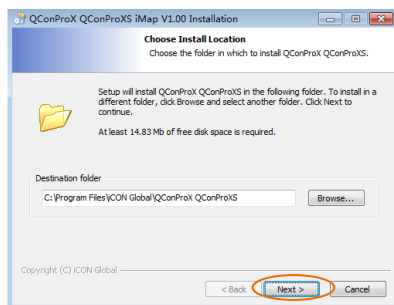 QConProX QConProXS iMap V1.00 Installation
Choose Install Location
Choose the folder in which to install QConProX QConProXS.
Setup will install QConProX QConProXS in the following folder. To install in a
different folder, click Browse and select another folder. Click Next to
continue.
At least 14.83 Mb of free disk space is required.
Destination folder
C:\Program Files\iCON Global\QConProX QConProXS
Browse...
Copyright (C) iCON Global
< Back
Next >
Cancel